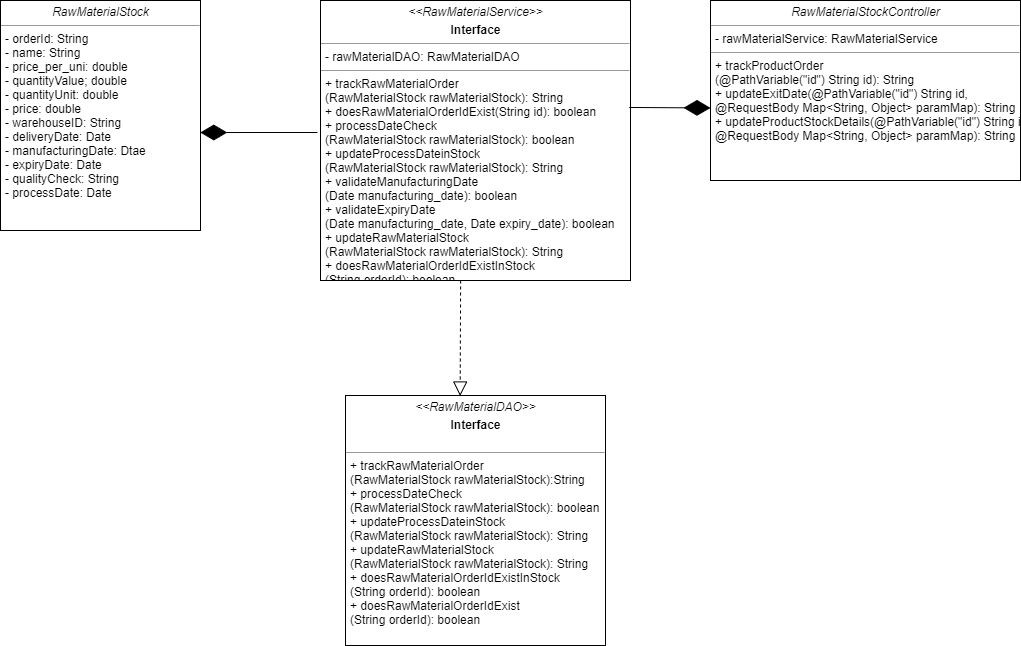 RawMaterialStock
- orderId: String
- name: String
- price_per_uni: double
- quantityValue; double
- quantityUnit: double
- price: double
- warehouseID: String
- deliveryDate: Date
- manufacturingDate: Dtae
- expiryDate: Date
- qualityCheck: String
- processDate: Date
<<RawMaterialService>>
Interface
- rawMaterialDAO: RawMaterialDAO
+ trackRawMaterialOrder
(RawMaterialStock rawMaterialStock): String
+ doesRawMaterialOrderIdExist(String id): boolean
+ processDateCheck
(RawMaterialStock rawMaterialStock): boolean
+ updateProcessDateinStock
(RawMaterialStock rawMaterialStock): String
+ validateManufacturingDate
(Date manufacturing_date): boolean
+ validateExpiryDate
(Date manufacturing_date, Date expiry_date): boolean
+ updateRawMaterialStock
(RawMaterialStock rawMaterialStock): String
+ doesRawMaterialOrderIdExistInStock
(String orderId): boolean
RawMaterialStockController
- rawMaterialService: RawMaterialService
+ trackProductOrder
(@PathVariable("id") String id): String
+ updateExitDate(@PathVariable("id") String id,
@RequestBody Map<String, Object> paramMap): String
+ updateProductStockDetails(@PathVariable("id") String i
@RequestBody Map<String, Object> paramMap): String
<<RawMaterialDAO>>
Interface
+ trackRawMaterialOrder
(RawMaterialStock rawMaterialStock):String
+ processDateCheck
(RawMaterialStock rawMaterialStock): boolean
+ updateProcessDateinStock
(RawMaterialStock rawMaterialStock): String
+ updateRawMaterialStock
(RawMaterialStock rawMaterialStock): String
+ doesRawMaterialOrderIdExistInStock
(String orderId): boolean
+ doesRawMaterialOrderIdExist
(String orderId): boolean